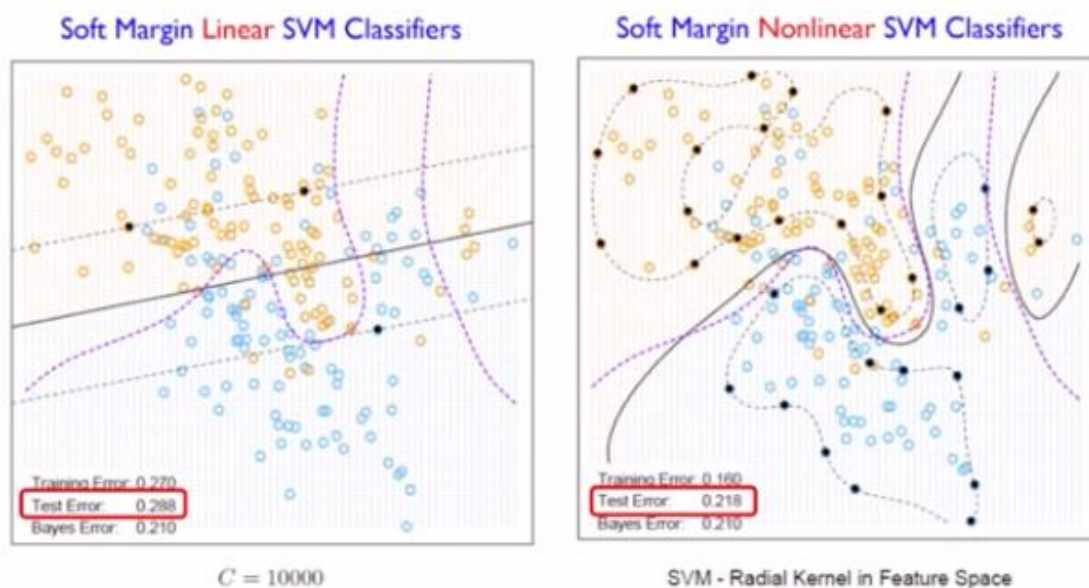 Soft Margin Linear SVM Classifiers
Training Error: 0.270
Test Error: 0.288
Bayes Error: 0.210
C = 10000
Soft Margin Nonlinear SVM Classifiers
Training Error: 0.160
Test Error: 0.218
Bayes Error: 0.210
SVM - Radial Kernel in Feature Space